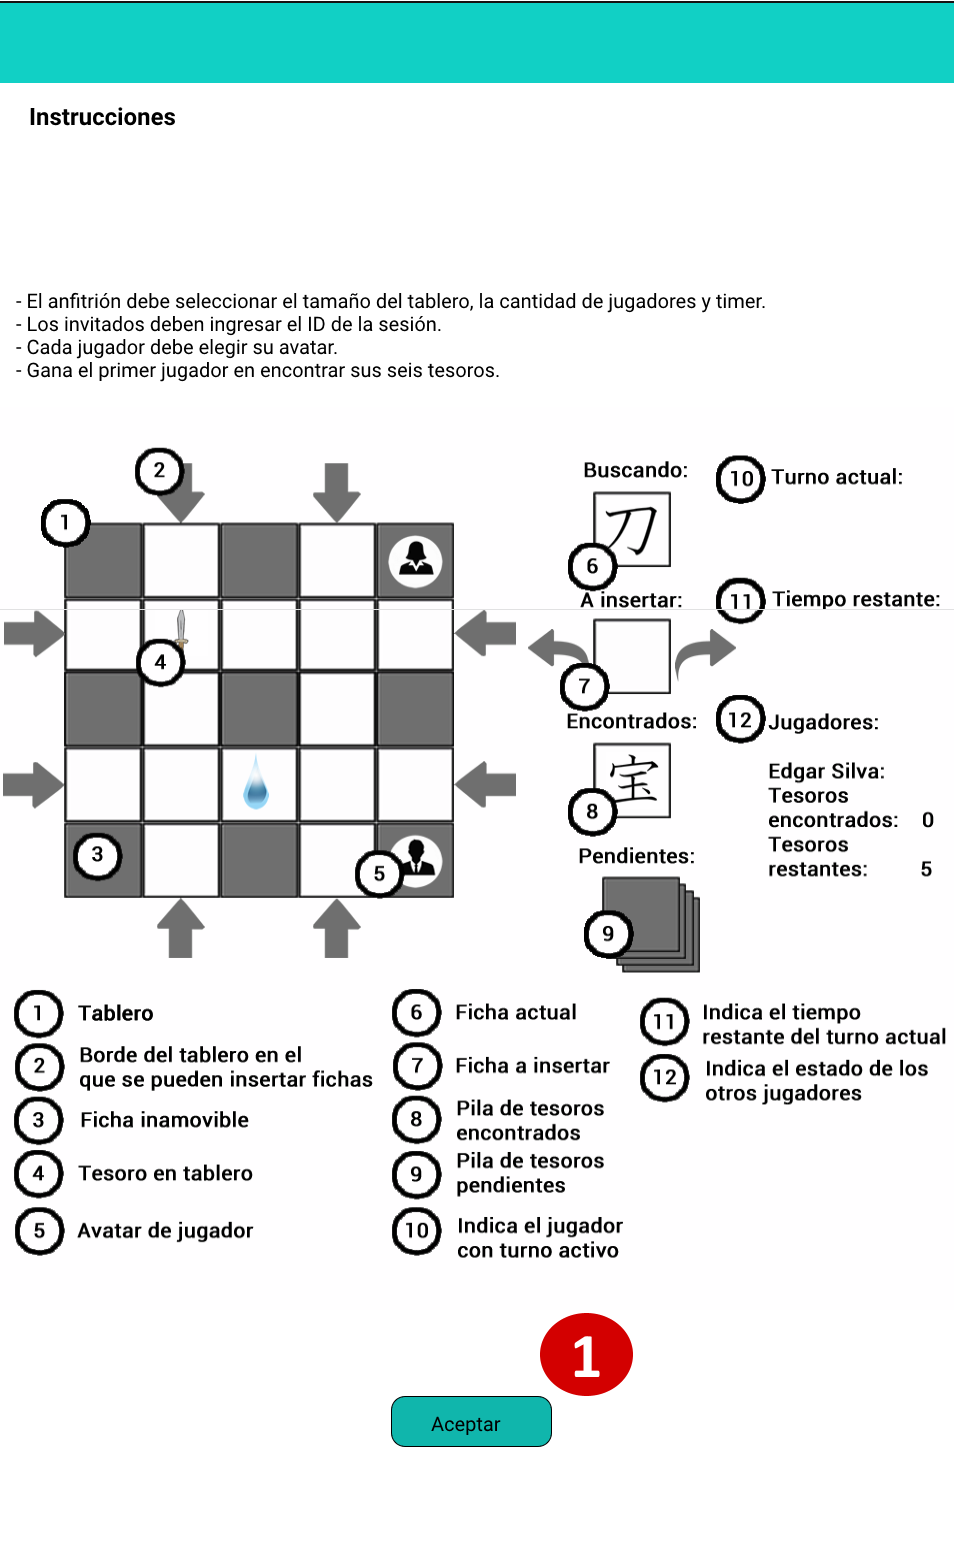 Instrucciones
- El anfitrión debe seleccionar el tamaño del tablero, la cantidad de jugadores y timer.
- Los invitados deben ingresar el ID de la sesión.
- Cada jugador debe elegir su avatar.
- Gana el primer jugador en encontrar sus seis tesoros.
2
1
4
3
5
Buscando:
刀
6
A insertar:
7
Encontrados:
宝
8
Pendientes:
9
10 Turno actual:
11 Tiempo restante:
12 Jugadores:
Edgar Silva:
Tesoros
encontrados: 0
Tesoros
restantes: 5
1 Tablero
2 Borde del tablero en el
que se pueden insertar fichas
3 Ficha inamovible
4 Tesoro en tablero
5 Avatar de jugador
6 Ficha actual
7 Ficha a insertar
8 Pila de tesoros
encontrados
9 Pila de tesoros
pendientes
10 Indica el jugador
con turno activo
11 Indica el tiempo
restante del turno actual
12 Indica el estado de los
otros jugadores
1
Aceptar